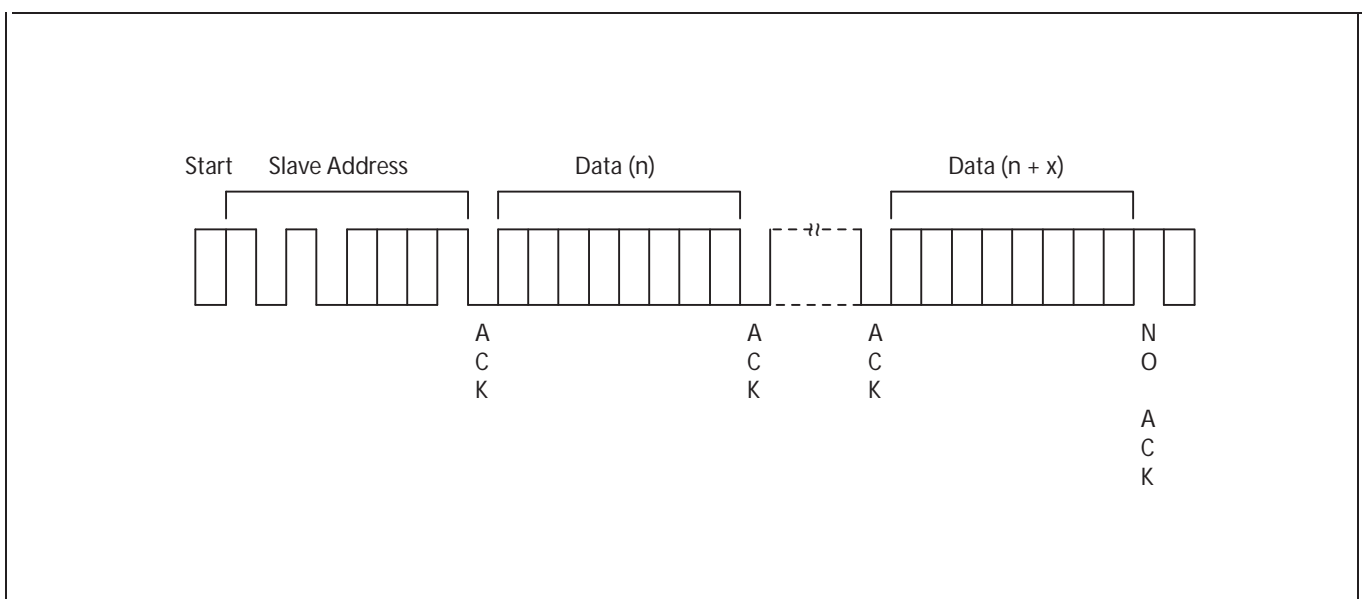 Start Slave Address Data (n) Data (n + x)
A A A N
C C C O
K K K
A
C
K